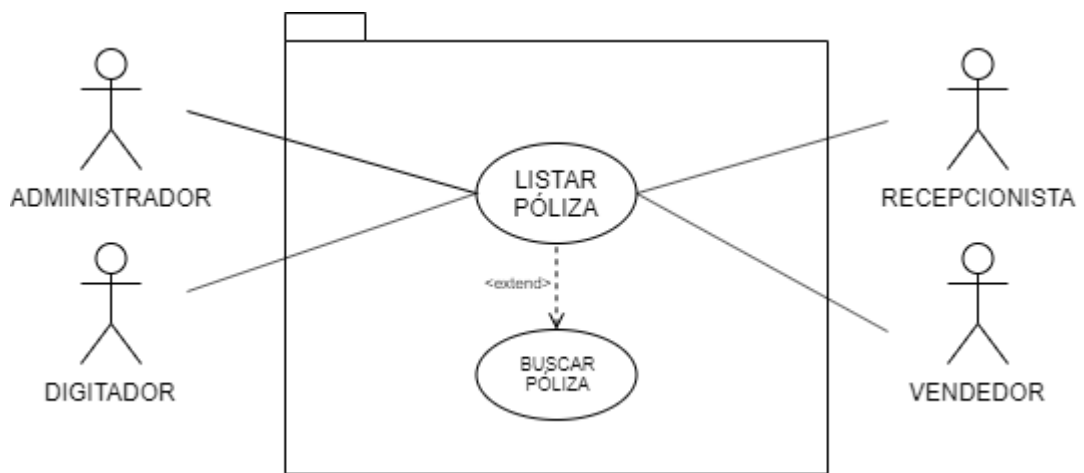 ADMINISTRADOR
DIGITADOR
LISTAR
PÓLIZA
<extend>
BUSCAR
PÓLIZA
RECEPCIONISTA
VENDEDOR